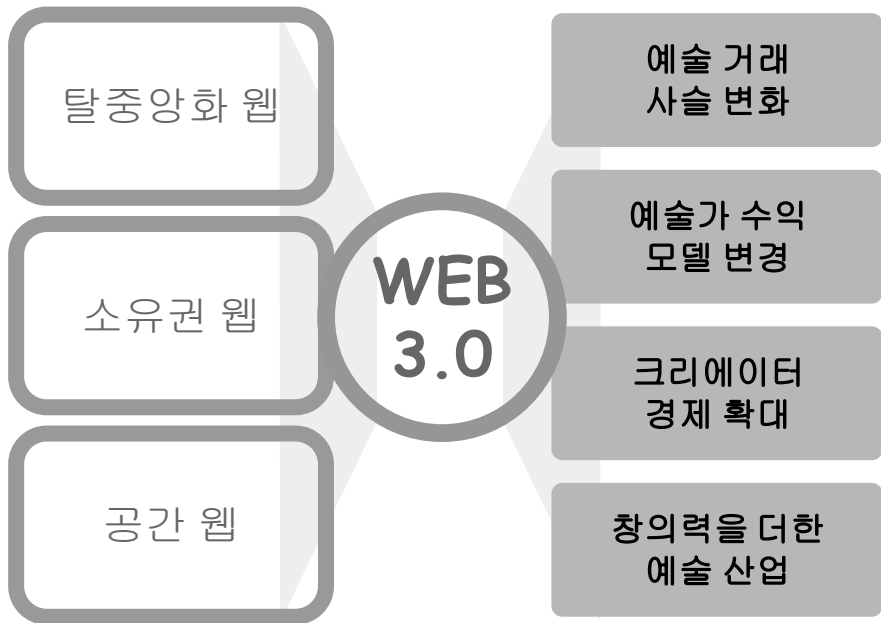 탈중앙화 웹
소유권 웹
공간 웹
WEB
3.0
예술 거래
사슬 변화
예술가 수익
모델 변경
크리에이터
경제 확대
창의력을 더한
예술 산업